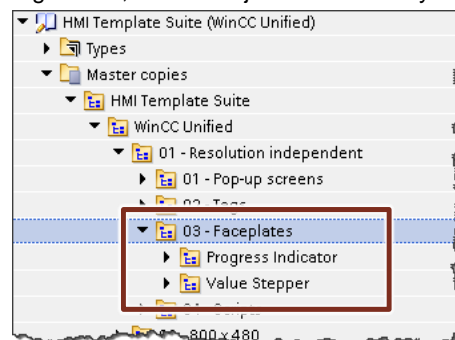 HMI Template Suite (WinCC Unified)
Types
Master copies
HMI Template Suite
WinCC Unified
01 - Resolution independent
01 - Pop-up screens
03 - Faceplates
Progress Indicator
Value Stepper
800 x 480